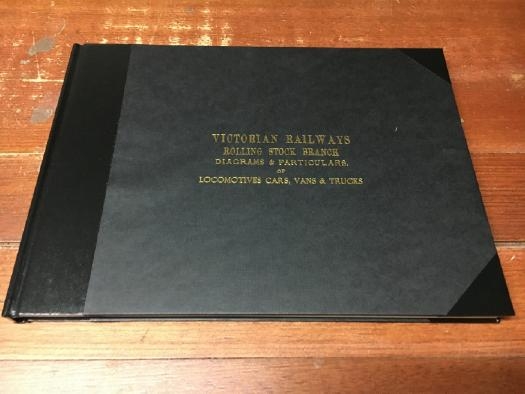 VICTORIAN RAILWAYS
ROLLING STOCK BRANCH
DIAGRAMS & PARTICULARS,
OF
LOCOMOTIVES CARS, VANS & TRUCKS